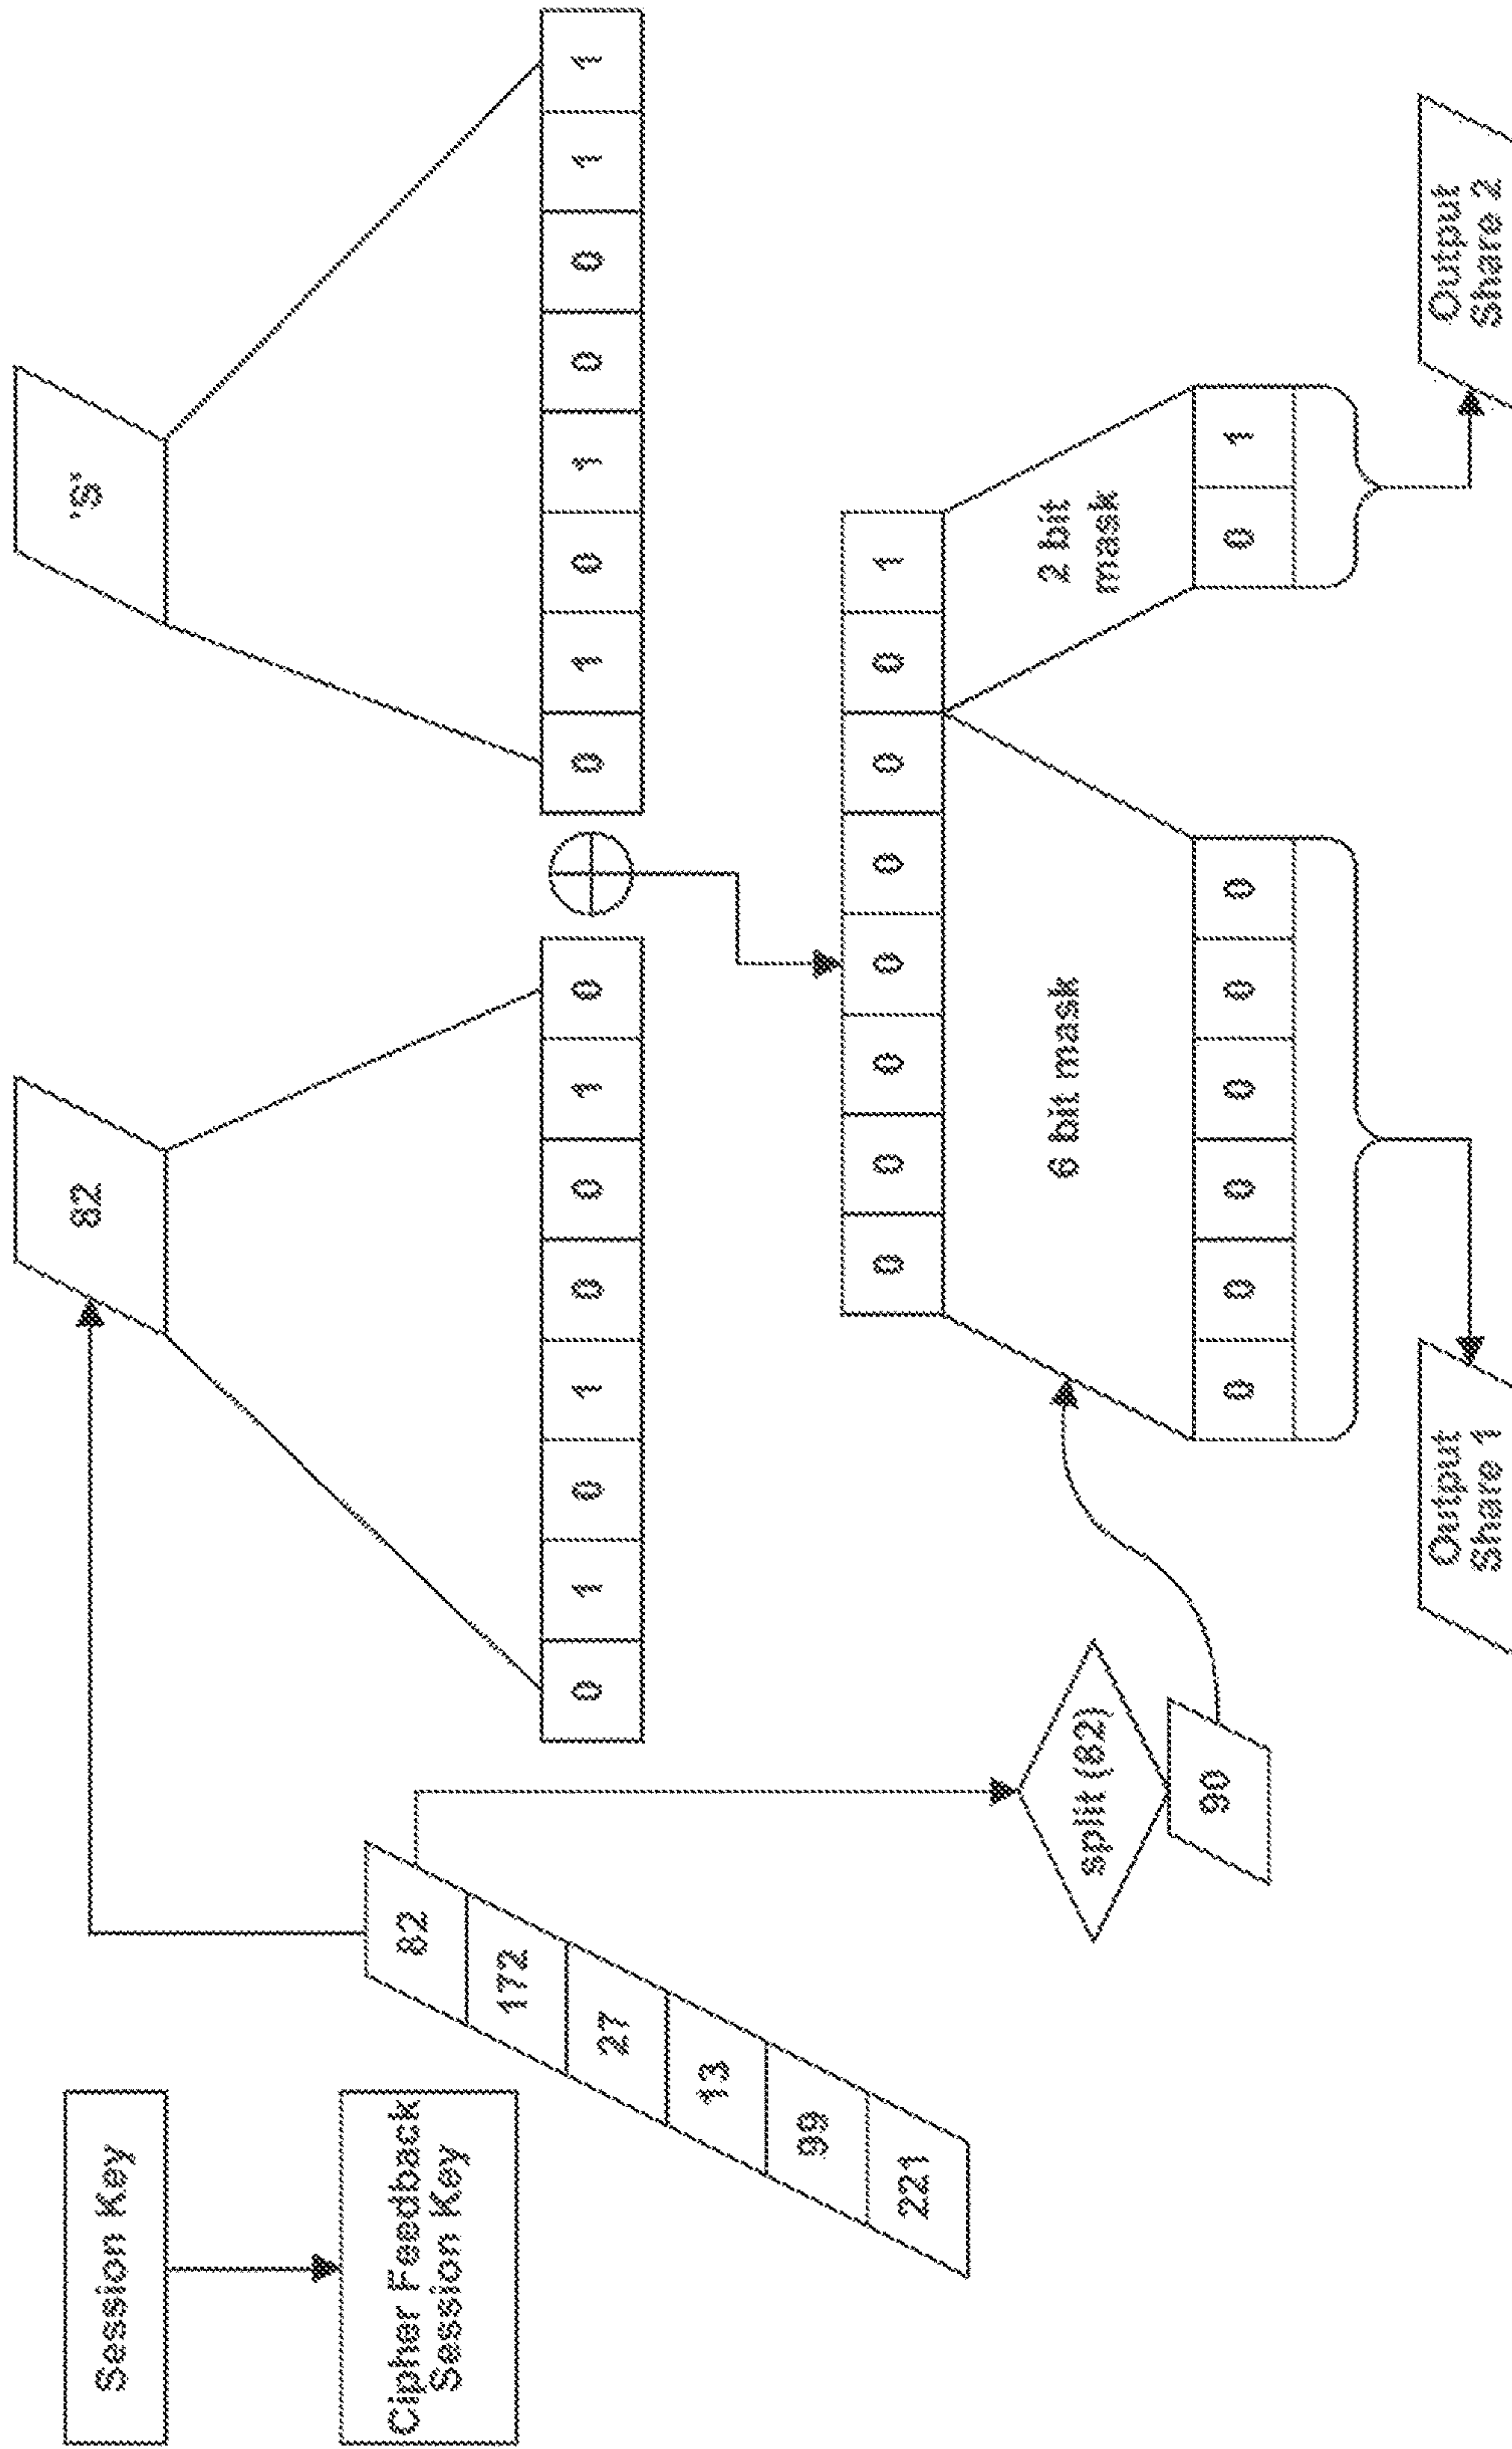 Session Key
82
'S'
Cipher Feedback
Session Key
82
172
27
13
99
221
0 1 0 1 0 0 1 0
0 1 0 1 0 0 1 1
0 0 0 0 0 0 0 1
split (82)
90
6 bit mask
2 bit
mask
0 0 0 0 0 0
0 1
Output
Share 1
Output
Share 2